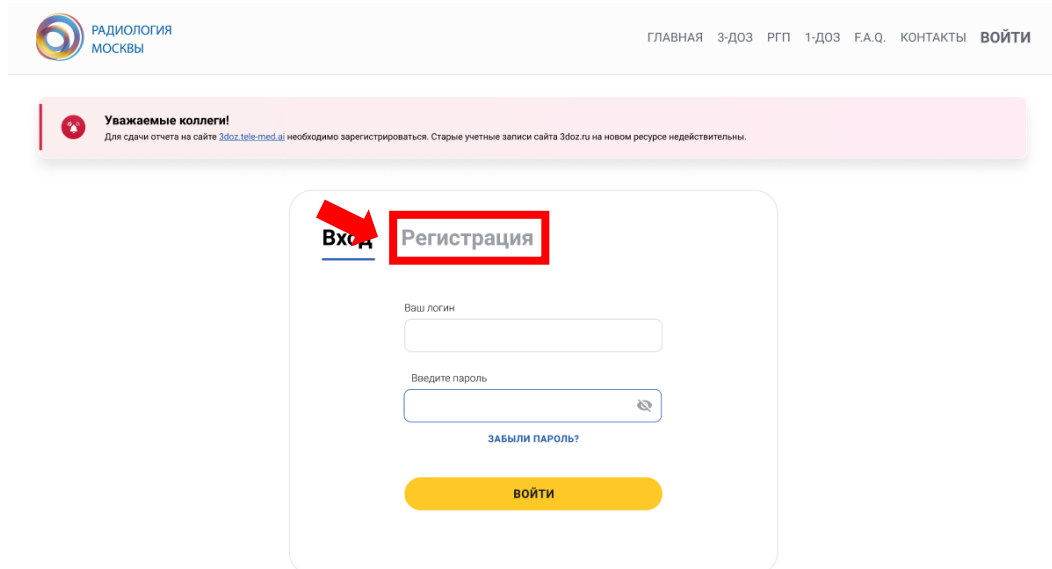 РАДИОЛОГИЯ
МОСКВЫ
ГЛАВНАЯ 3-ДОЗ РГП 1-ДОЗ F.A.Q. КОНТАКТЫ ВОЙТИ
Уважаемые коллеги!
Для сдачи отчета на сайте 3doz.tele-med.ai необходимо зарегистрироваться. Старые учетные записи сайта 3doz.ru на новом ресурсе недействительны.
Вход Регистрация
Ваш логин
Введите пароль
ЗАБЫЛИ ПАРОЛЬ?
ВОЙТИ